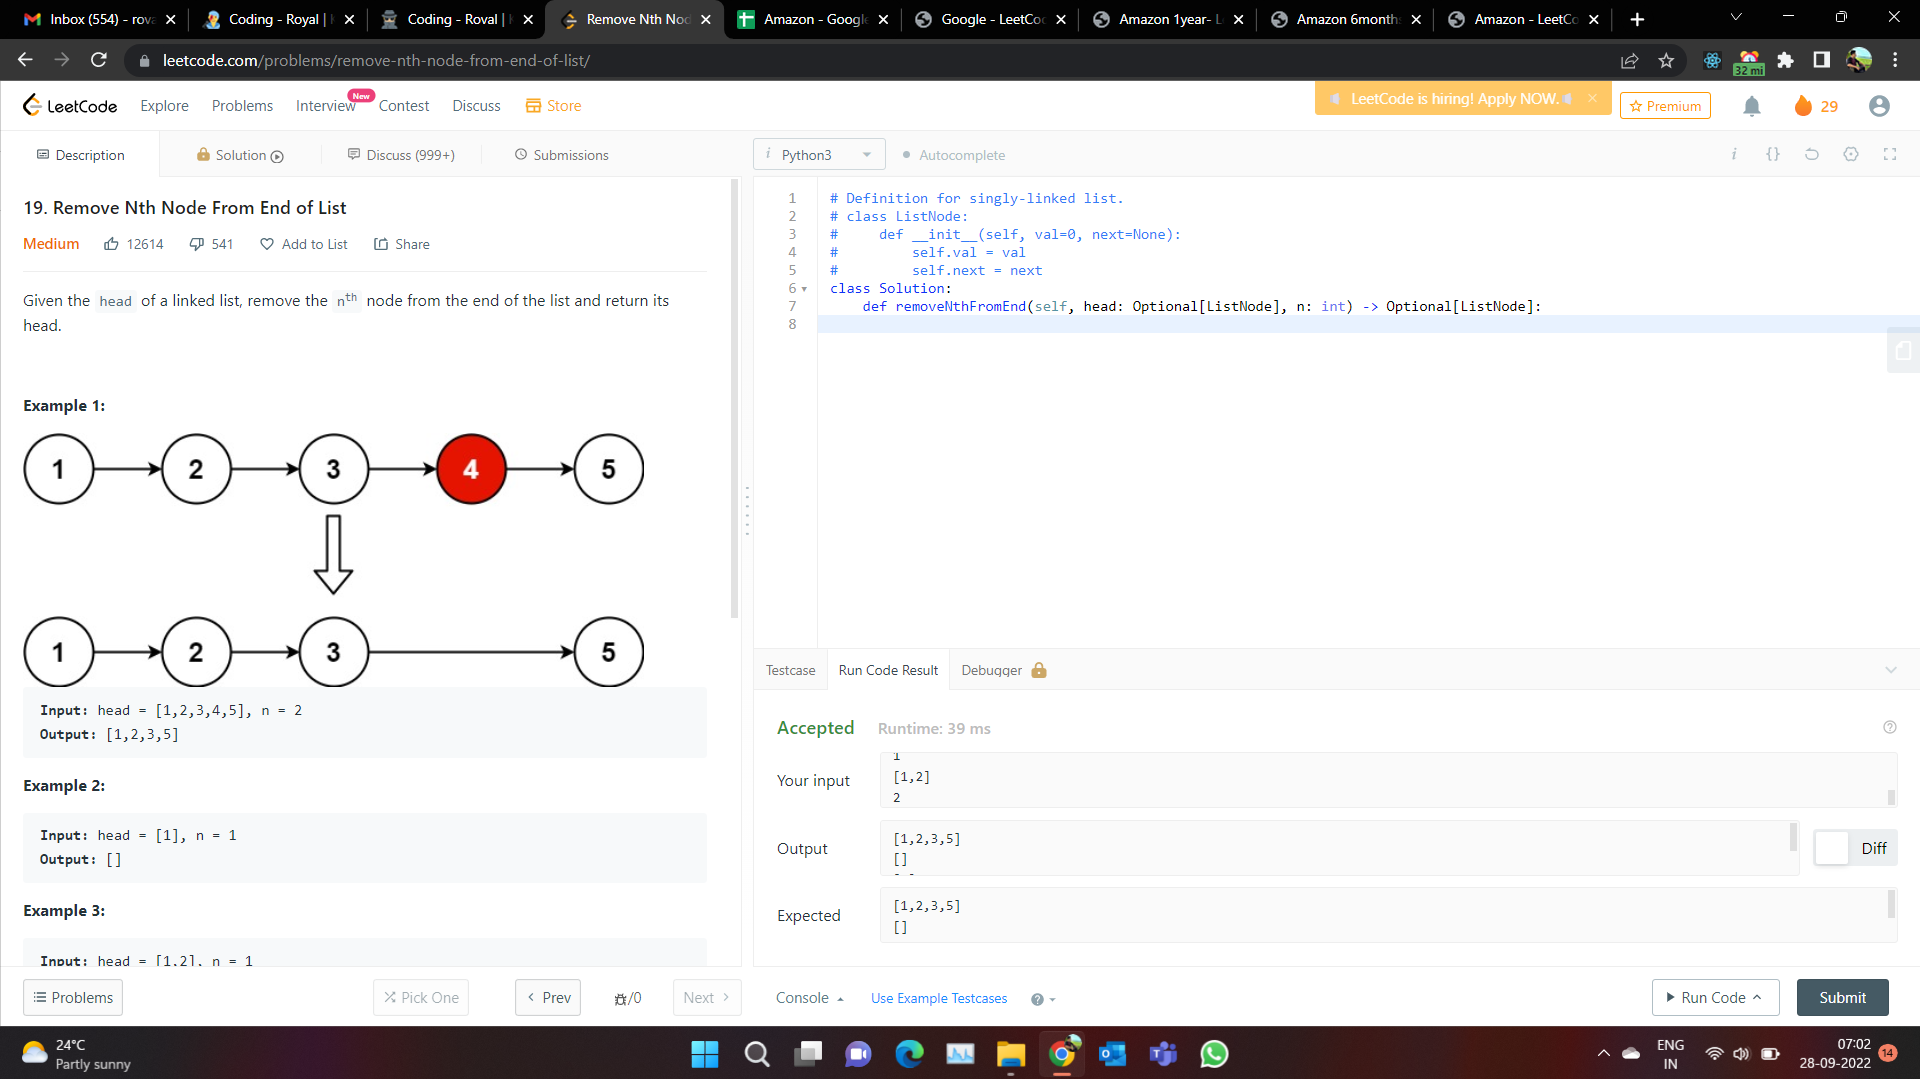 Inbox (554) - rova
Coding - Royal |
Coding - Royal |
Remove Nth Nod
Amazon - Google
Google - LeetCo
Amazon 1year- L
Amazon 6month
Amazon - LeetCo
leetcode.com/problems/remove-nth-node-from-end-of-list/
32 mi
LeetCode
Explore
Problems
Interview
New
Contest
Discuss
Store
LeetCode is hiring! Apply NOW.
Premium
29
Description
Solution
Discuss (999+)
Submissions
i Python3
Autocomplete
i {}
19. Remove Nth Node From End of List
Medium 12614 541 Add to List Share
Given the head of a linked list, remove the nth node from the end of the list and return its
head.
Example 1:
1 2 3 4 5
1 2 3 5
Input: head = [1,2,3,4,5], n = 2
Output: [1,2,3,5]
Example 2:
Input: head = [1], n = 1
Output: []
Example 3:
Input: head = [1,2], n = 1
1 # Definition for singly-linked list.
2 # class ListNode:
3 #     def __init__(self, val=0, next=None):
4 #         self.val = val
5 #         self.next = next
6 class Solution:
7     def removeNthFromEnd(self, head: Optional[ListNode], n: int) -> Optional[ListNode]:
8
Testcase
Run Code Result
Debugger
Accepted Runtime: 39 ms
Your input
1
[1,2]
2
Output
[1,2,3,5]
[]
Diff
Expected
[1,2,3,5]
[]
Problems
Pick One
Prev
/0
Next
Console
Use Example Testcases
Run Code
Submit
24°C
Partly sunny
ENG
IN
07:02
28-09-2022
14